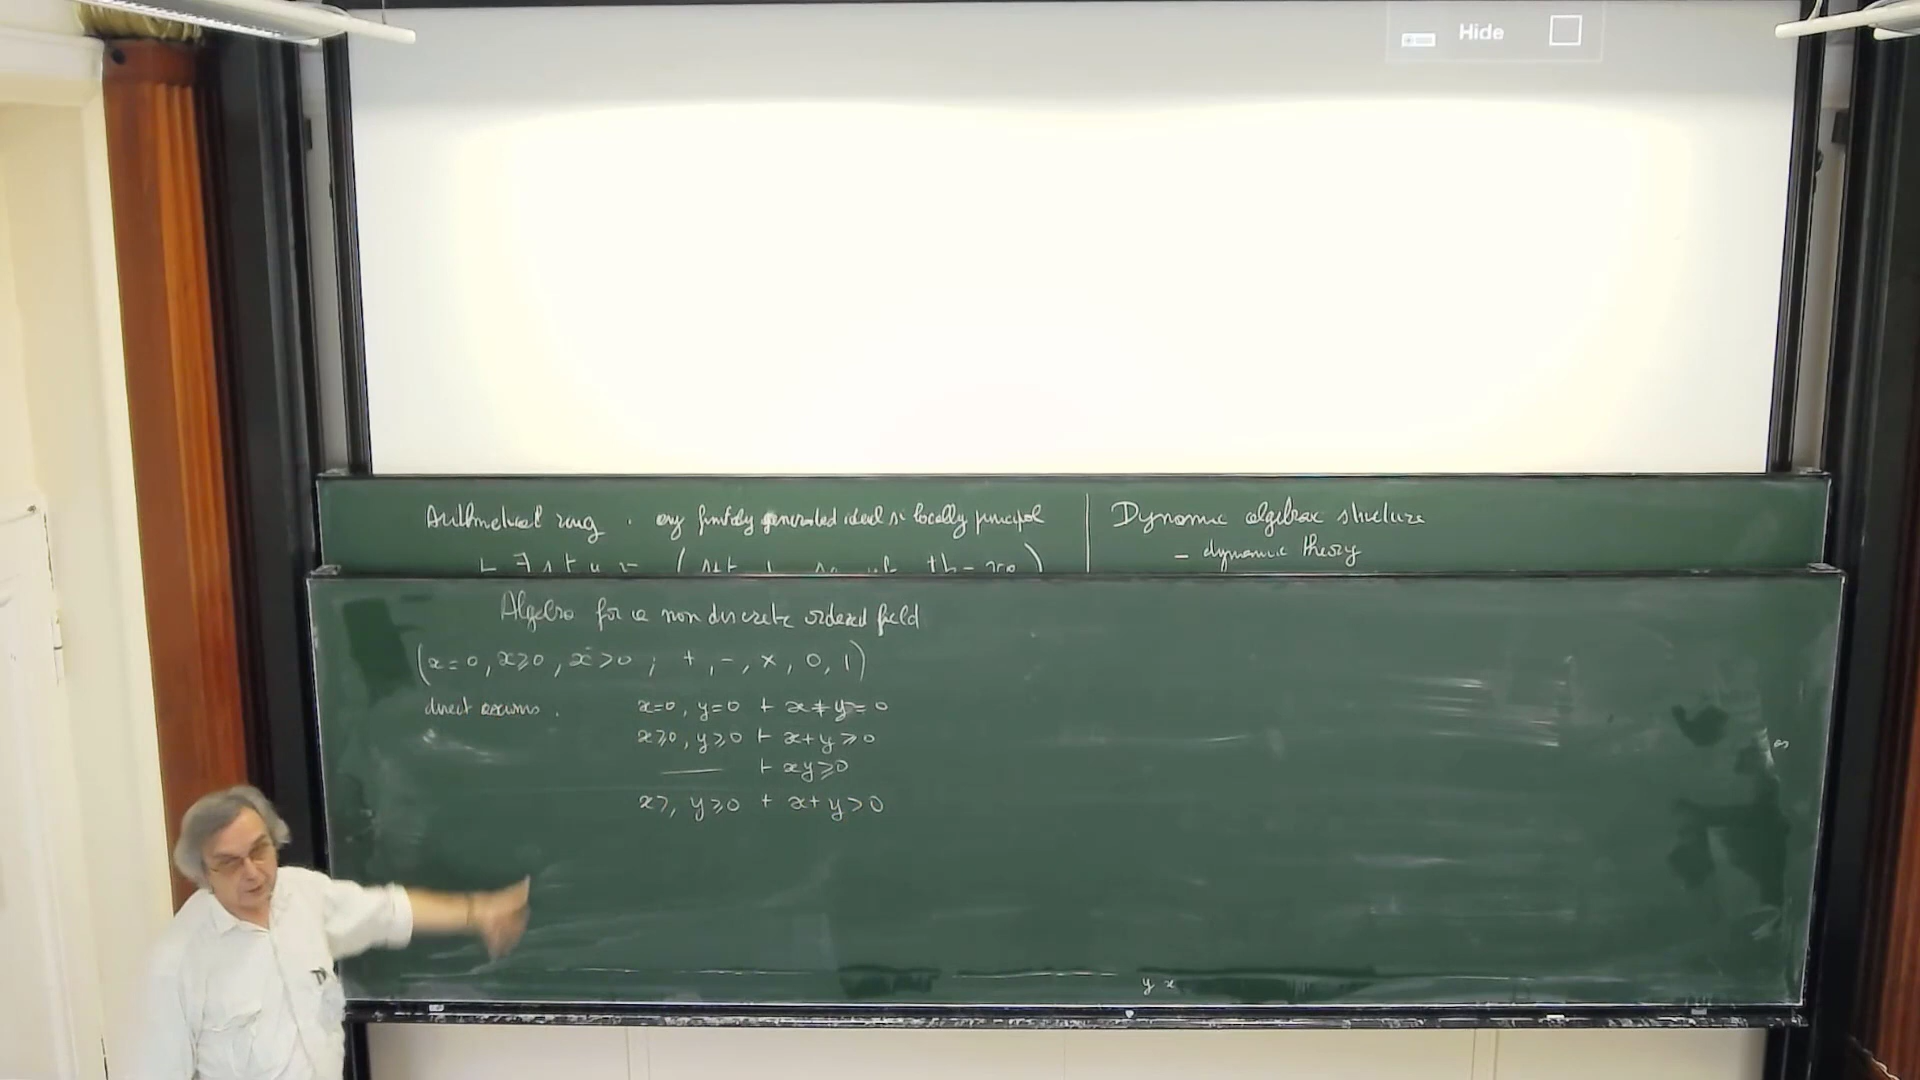 Hide
Arithmetical ring . any finitely generated ideal is locally principal
Dynamic algebraic structure
- dynamic theory
Algebra for a non discrete ordered field
(x=0, x⩾0, x>0 ; +, -, ×, 0, 1)
direct axioms . x=0, y=0 ⊢ x+y=0
x⩾0, y⩾0 ⊢ x+y⩾0
—— ⊢ xy⩾0
x>, y⩾0 ⊢ x+y>0
y x